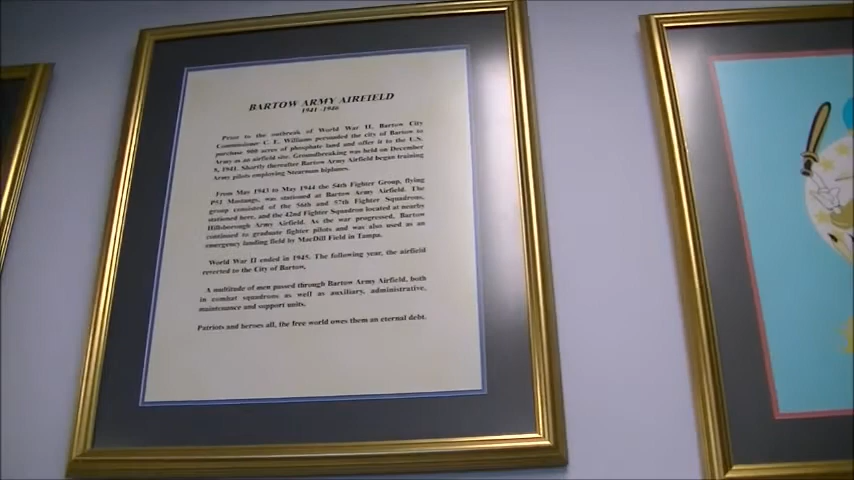 BARTOW ARMY AIRFIELD
1941 - 1946
Prior to the outbreak of World War II, Bartow City
Commissioner C. E. Williams persuaded the city of Bartow to
purchase 900 acres of phosphate land and offer it to the U.S.
Army as an airfield site. Groundbreaking was held on December
8, 1941. Shortly thereafter Bartow Army Airfield began training
Army pilots employing Stearman biplanes.
From May 1943 to May 1944 the 54th Fighter Group, flying
P51 Mustangs, was stationed at Bartow Army Airfield. The
group consisted of the 56th and 57th Fighter Squadrons,
stationed here, and the 42nd Fighter Squadron located at nearby
Hillsborough Army Airfield. As the war progressed, Bartow
continued to graduate fighter pilots and was also used as an
emergency landing field by MacDill Field in Tampa.
World War II ended in 1945. The following year, the airfield
reverted to the City of Bartow.
A multitude of men passed through Bartow Army Airfield, both
in combat squadrons as well as auxiliary, administrative,
maintenance and support units.
Patriots and heroes all, the free world owes them an eternal debt.